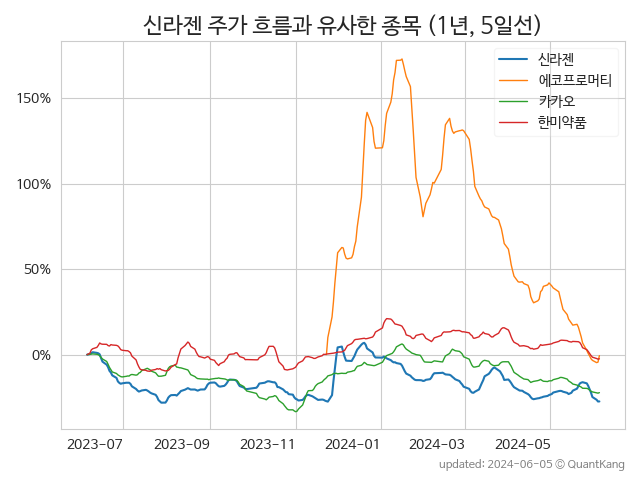 신라젠 주가 흐름과 유사한 종목 (1년, 5일선)
신라젠
에코프로머티
카카오
한미약품
150%
100%
50%
0%
2023-07 2023-09 2023-11 2024-01 2024-03 2024-05
updated: 2024-06-05 © QuantKang